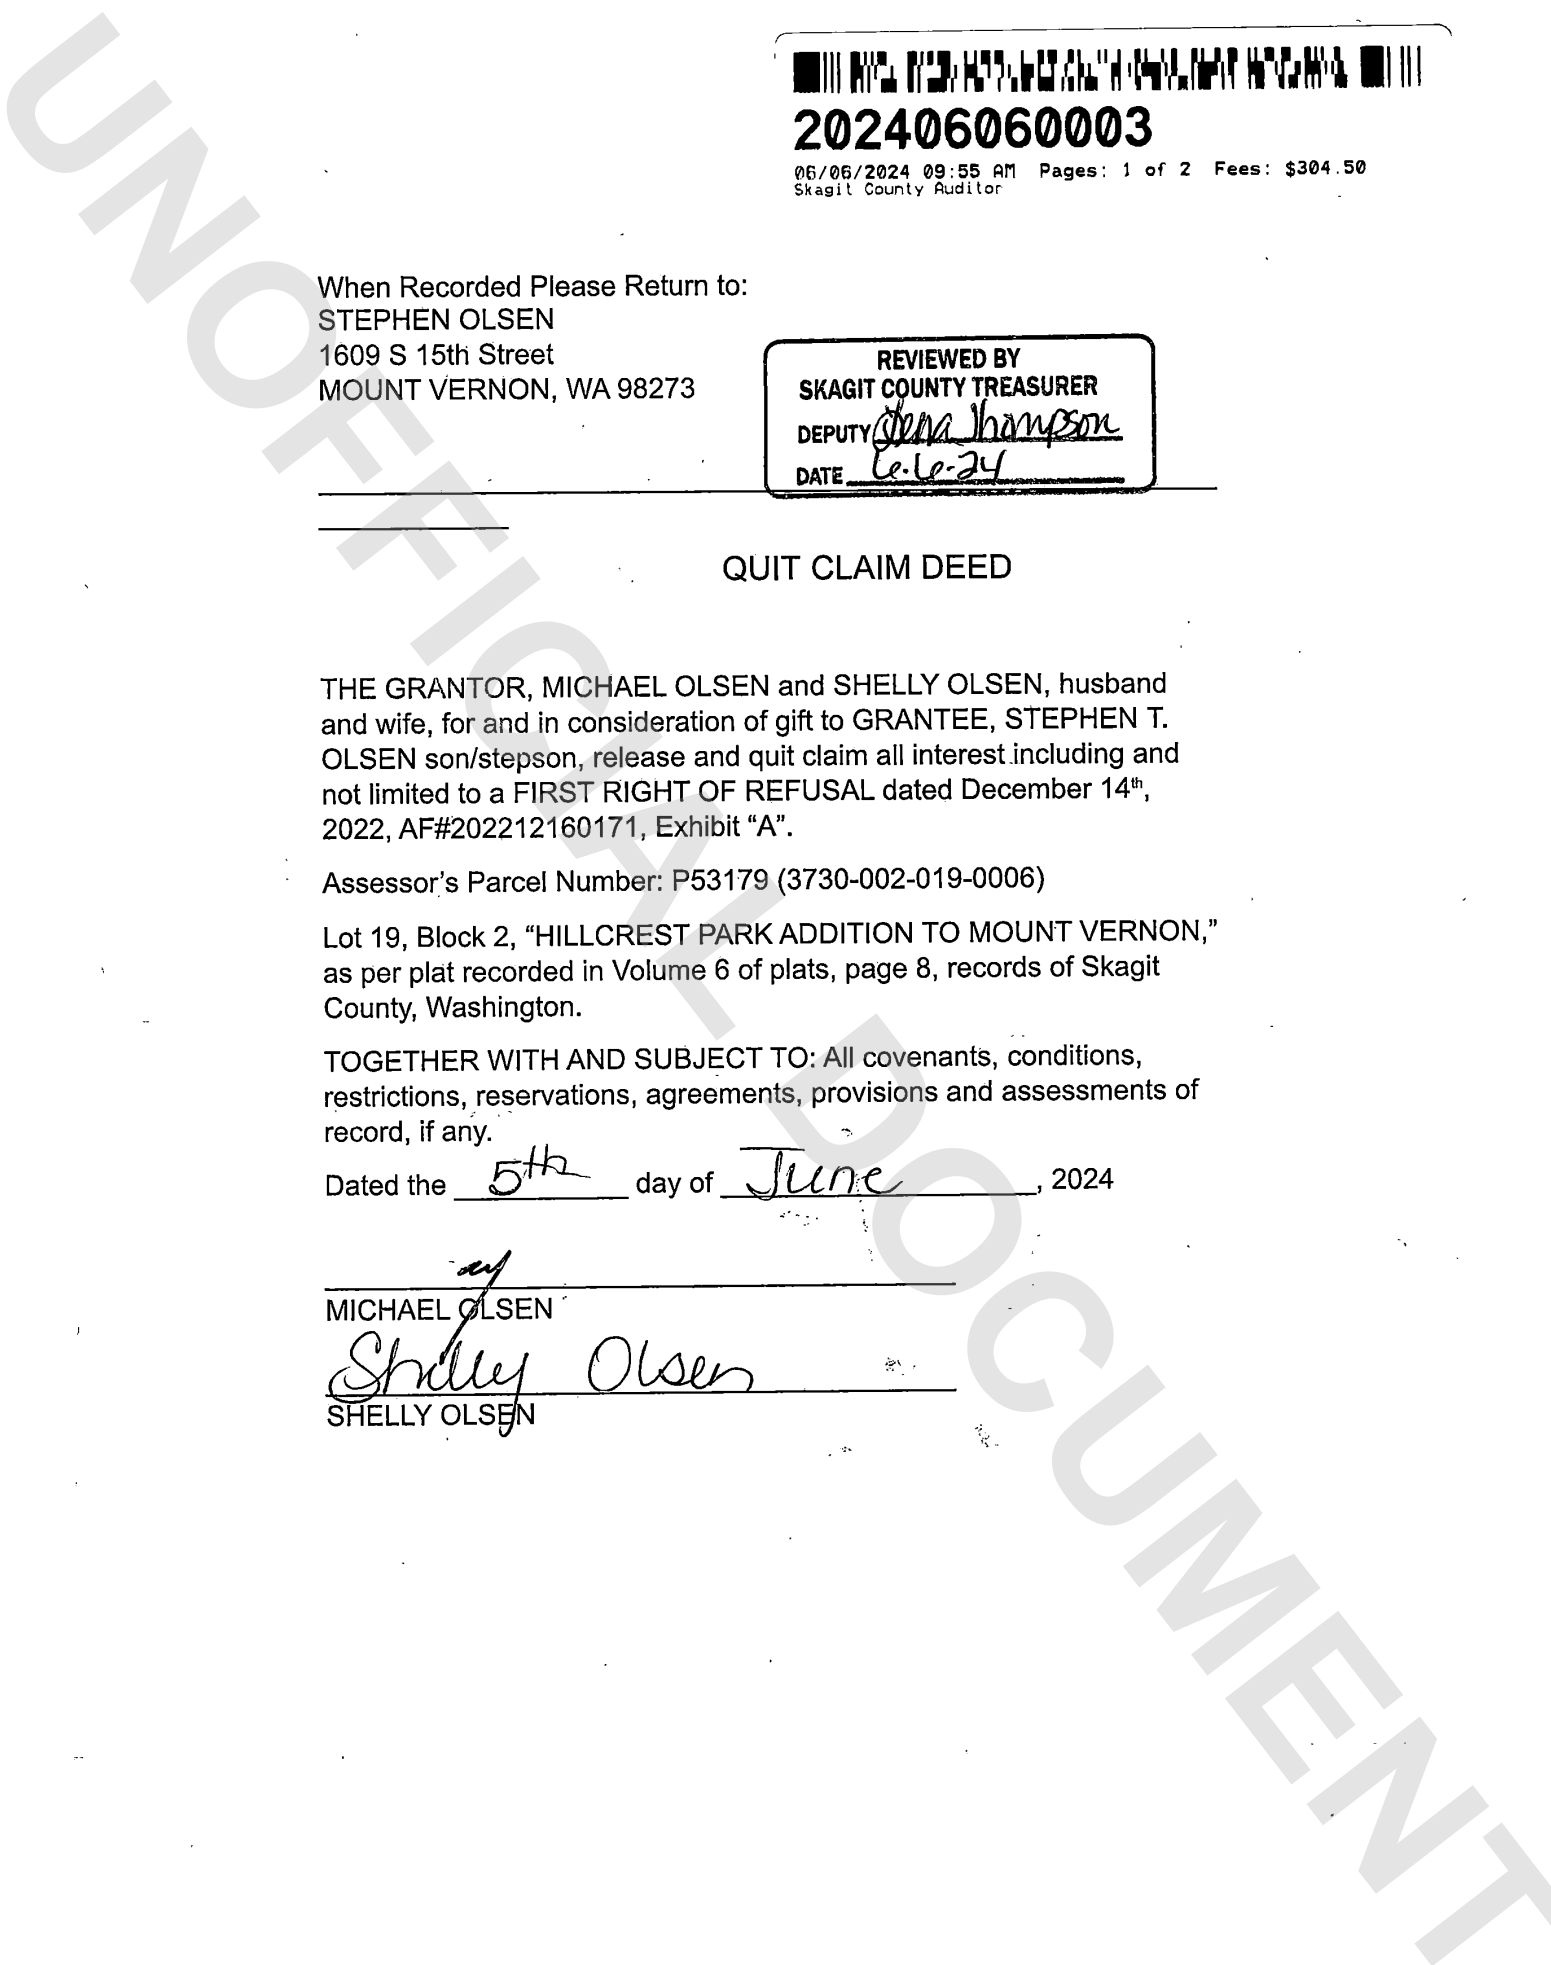 202406060003
06/06/2024 09:55 AM Pages: 1 of 2 Fees: $304.50
Skagit County Auditor
When Recorded Please Return to:
STEPHEN OLSEN
1609 S 15th Street
MOUNT VERNON, WA 98273
REVIEWED BY
SKAGIT COUNTY TREASURER
DEPUTY Lena Thompson
DATE 6-6-24
QUIT CLAIM DEED
THE GRANTOR, MICHAEL OLSEN and SHELLY OLSEN, husband
and wife, for and in consideration of gift to GRANTEE, STEPHEN T.
OLSEN son/stepson, release and quit claim all interest including and
not limited to a FIRST RIGHT OF REFUSAL dated December 14th,
2022, AF#202212160171, Exhibit “A”.
Assessor’s Parcel Number: P53179 (3730-002-019-0006)
Lot 19, Block 2, “HILLCREST PARK ADDITION TO MOUNT VERNON,”
as per plat recorded in Volume 6 of plats, page 8, records of Skagit
County, Washington.
TOGETHER WITH AND SUBJECT TO: All covenants, conditions,
restrictions, reservations, agreements, provisions and assessments of
record, if any.
Dated the 5th day of June, 2024
MICHAEL OLSEN
Shelly Olsen
SHELLY OLSEN
UNOFFICIAL DOCUMENT